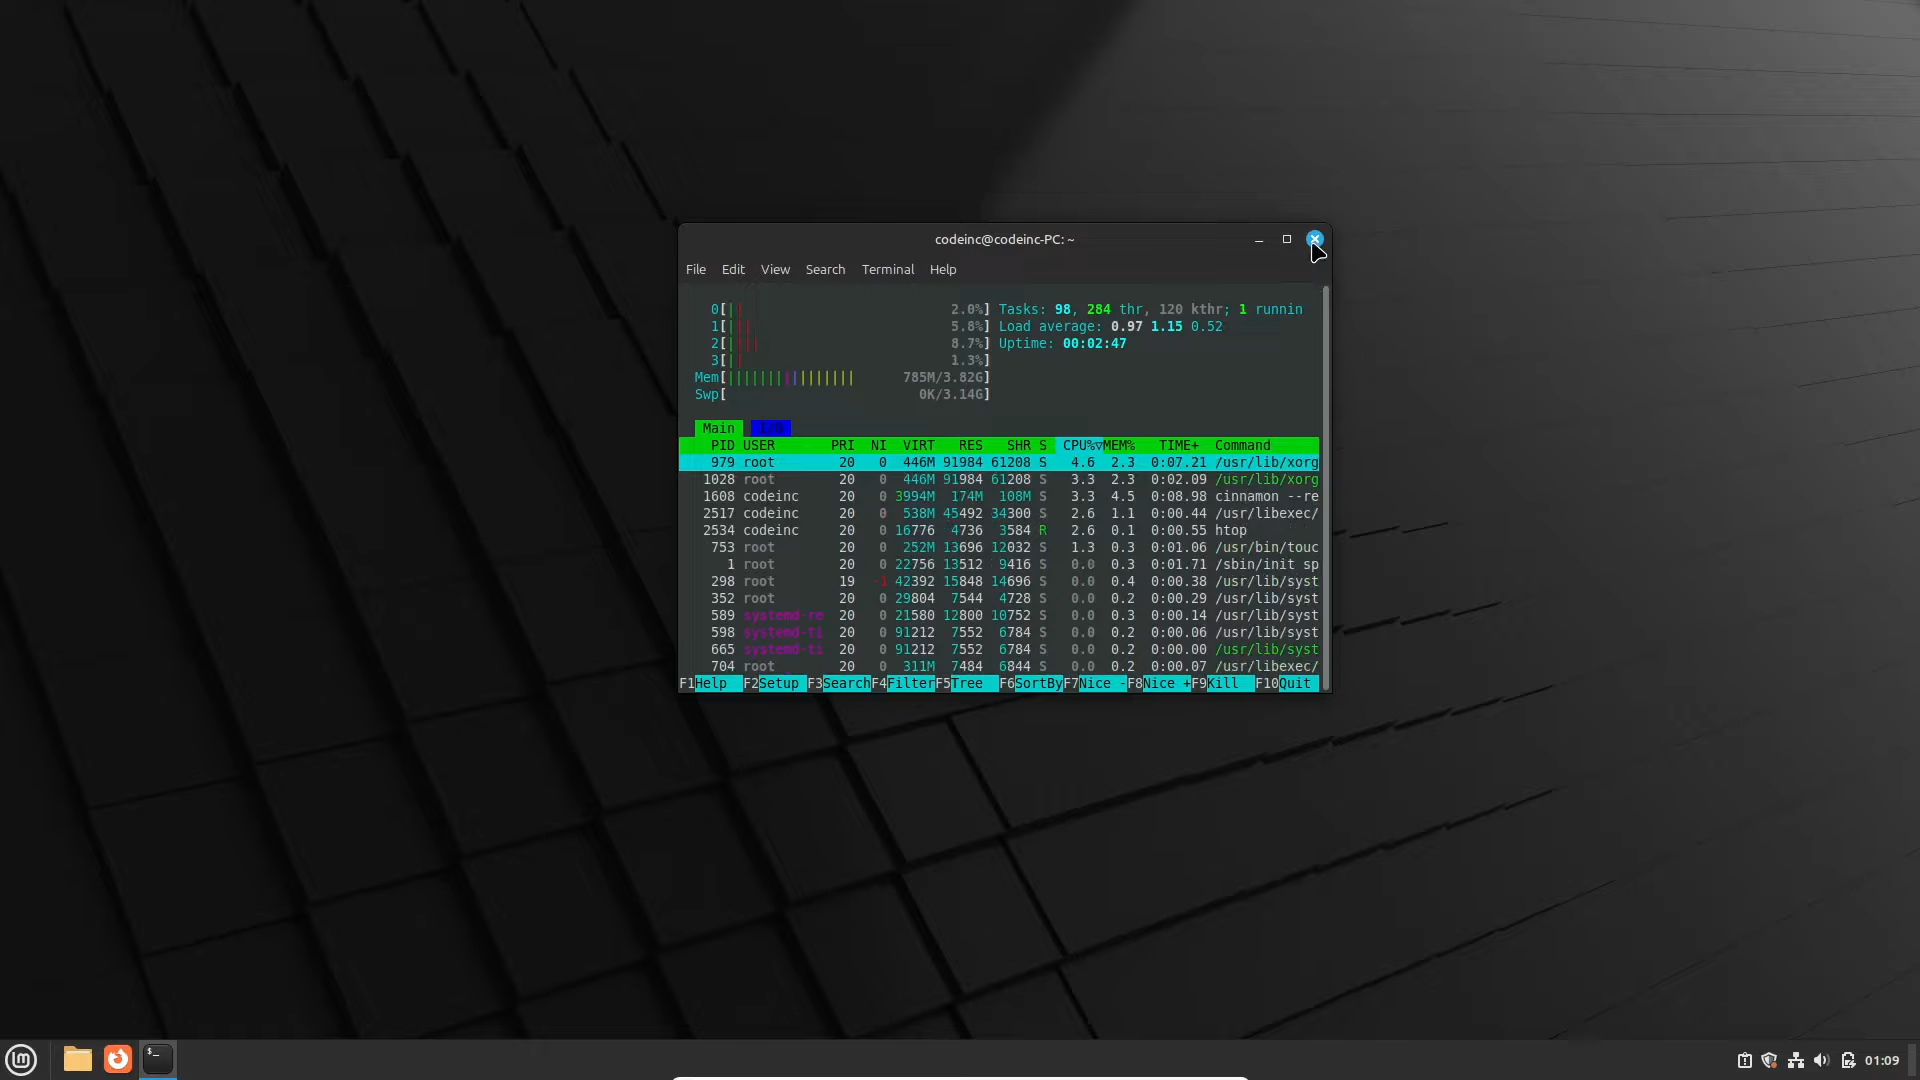 codeinc@codeinc-PC: ~
File Edit View Search Terminal Help
0[|| 2.0%] Tasks: 98, 284 thr, 120 kthr; 1 runnin
1[||| 5.8%] Load average: 0.97 1.15 0.52
2[|||| 8.7%] Uptime: 00:02:47
3[|| 1.3%]
Mem[|||||||||||||||| 785M/3.82G]
Swp[ 0K/3.14G]
Main I/O
PID USER PRI NI VIRT RES SHR S CPU%▽MEM% TIME+ Command
979 root 20 0 446M 91984 61208 S 4.6 2.3 0:07.21 /usr/lib/xorg
1028 root 20 0 446M 91984 61208 S 3.3 2.3 0:02.09 /usr/lib/xorg
1608 codeinc 20 0 3994M 174M 108M S 3.3 4.5 0:08.98 cinnamon --re
2517 codeinc 20 0 538M 45492 34300 S 2.6 1.1 0:00.44 /usr/libexec/
2534 codeinc 20 0 16776 4736 3584 R 2.6 0.1 0:00.55 htop
753 root 20 0 252M 13696 12032 S 1.3 0.3 0:01.06 /usr/bin/touc
1 root 20 0 22756 13512 9416 S 0.0 0.3 0:01.71 /sbin/init sp
298 root 19 -1 42392 15848 14696 S 0.0 0.4 0:00.38 /usr/lib/syst
352 root 20 0 29804 7544 4728 S 0.0 0.2 0:00.29 /usr/lib/syst
589 systemd-re 20 0 21580 12800 10752 S 0.0 0.3 0:00.14 /usr/lib/syst
598 systemd-ti 20 0 91212 7552 6784 S 0.0 0.2 0:00.06 /usr/lib/syst
665 systemd-ti 20 0 91212 7552 6784 S 0.0 0.2 0:00.00 /usr/lib/syst
704 root 20 0 311M 7484 6844 S 0.0 0.2 0:00.07 /usr/libexec/
F1Help F2Setup F3SearchF4FilterF5Tree F6SortByF7Nice -F8Nice +F9Kill F10Quit
lm $_ 01:09